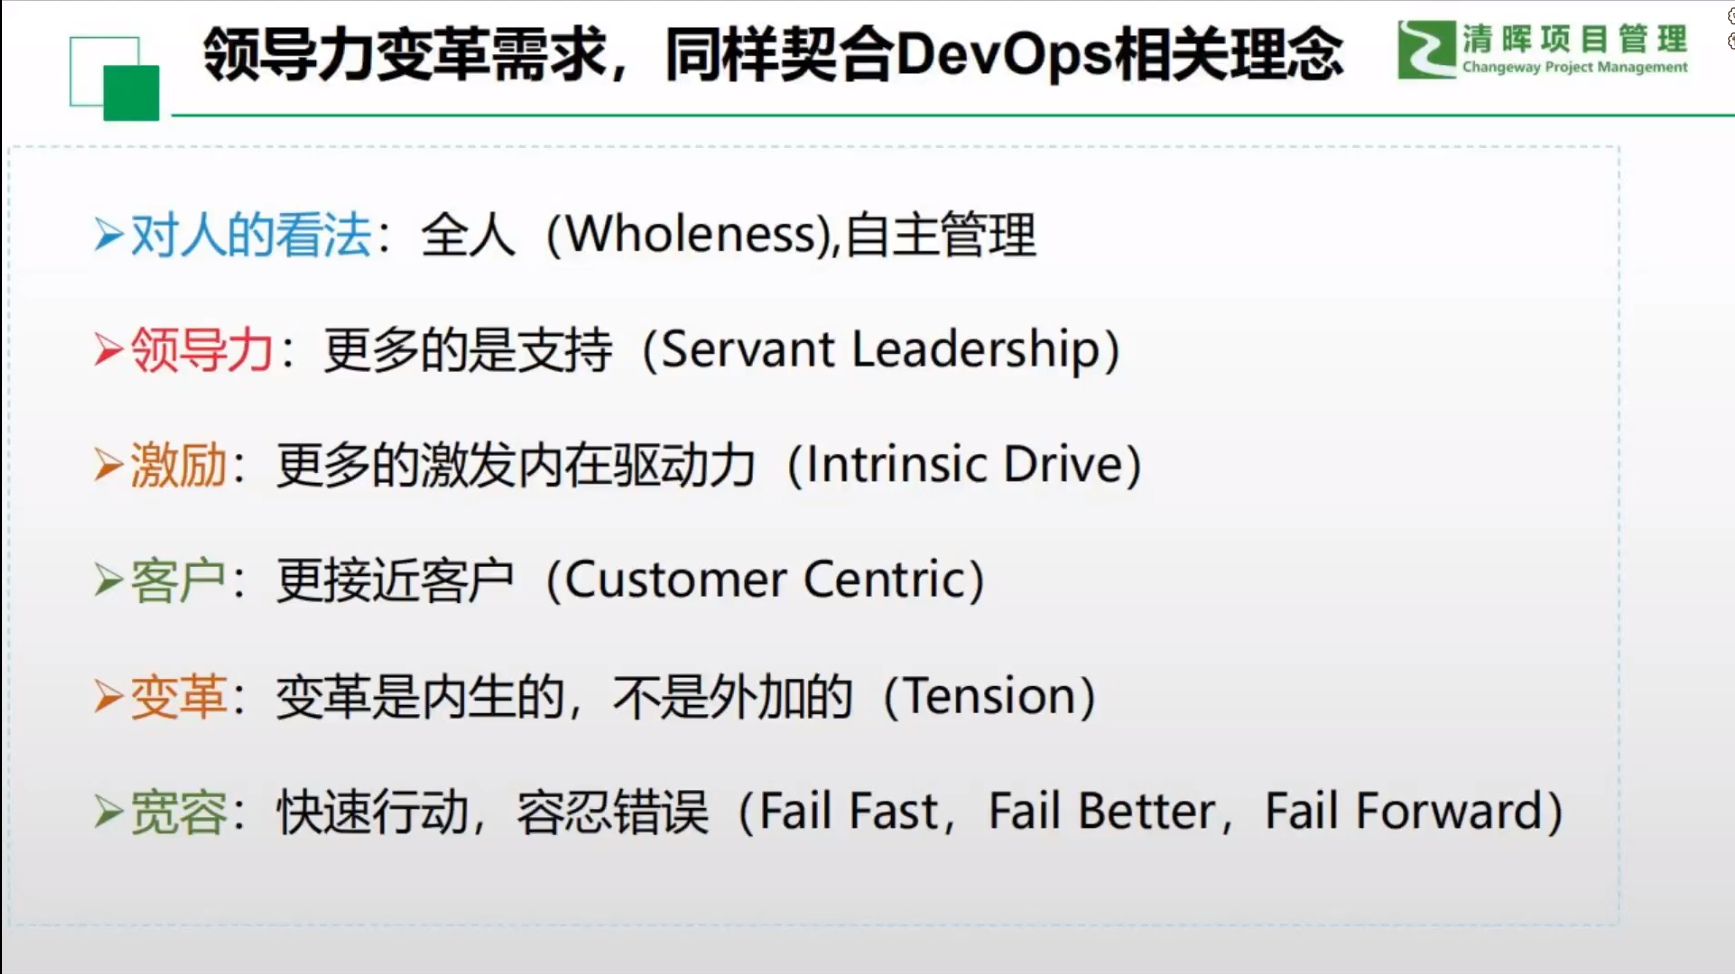 领导力变革需求，同样契合DevOps相关理念
清晖项目管理
Changeway Project Management
➢对人的看法：全人（Wholeness),自主管理
➢领导力：更多的是支持（Servant Leadership）
➢激励：更多的激发内在驱动力（Intrinsic Drive）
➢客户：更接近客户（Customer Centric）
➢变革：变革是内生的，不是外加的（Tension）
➢宽容：快速行动，容忍错误（Fail Fast，Fail Better，Fail Forward）